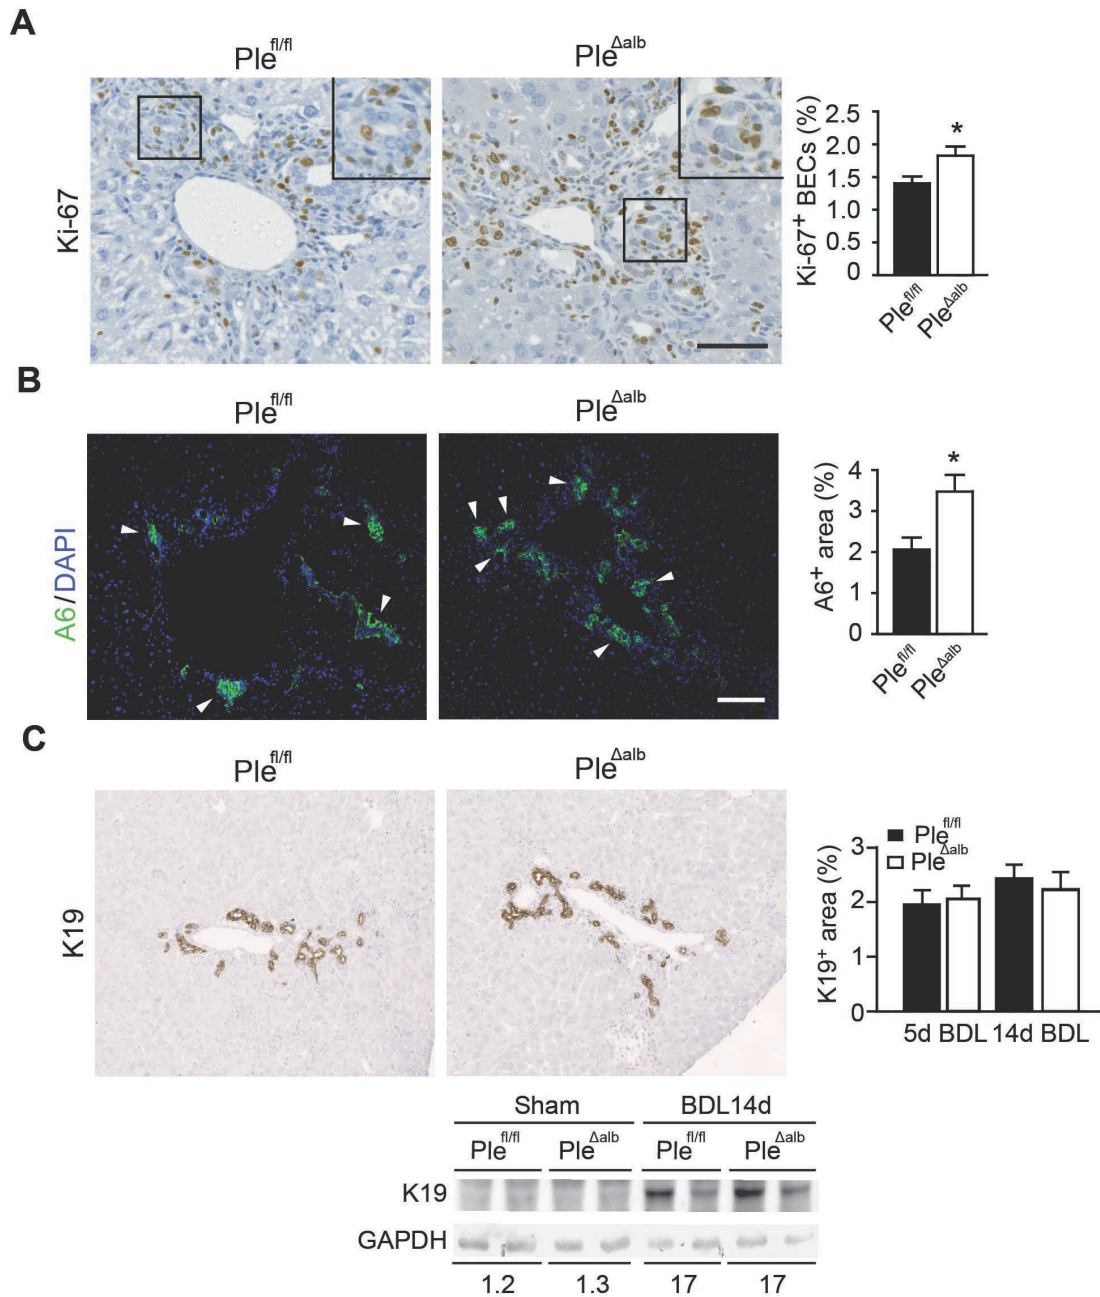 A
Ple^fl/fl
Ple^Δalb
Ki-67
Ki-67⁺ BECs (%)
2.5
2.0
1.5
1.0
0.5
0
*
Ple^fl/fl
Ple^Δalb
B
Ple^fl/fl
Ple^Δalb
A6/DAPI
A6⁺ area (%)
4
3
2
1
0
*
Ple^fl/fl
Ple^Δalb
C
Ple^fl/fl
Ple^Δalb
K19
K19⁺ area (%)
3
2
1
0
Ple^fl/fl
Ple^Δalb
5d BDL 14d BDL
Sham BDL14d
Ple^fl/fl Ple^Δalb Ple^fl/fl Ple^Δalb
K19
GAPDH
1.2 1.3 17 17